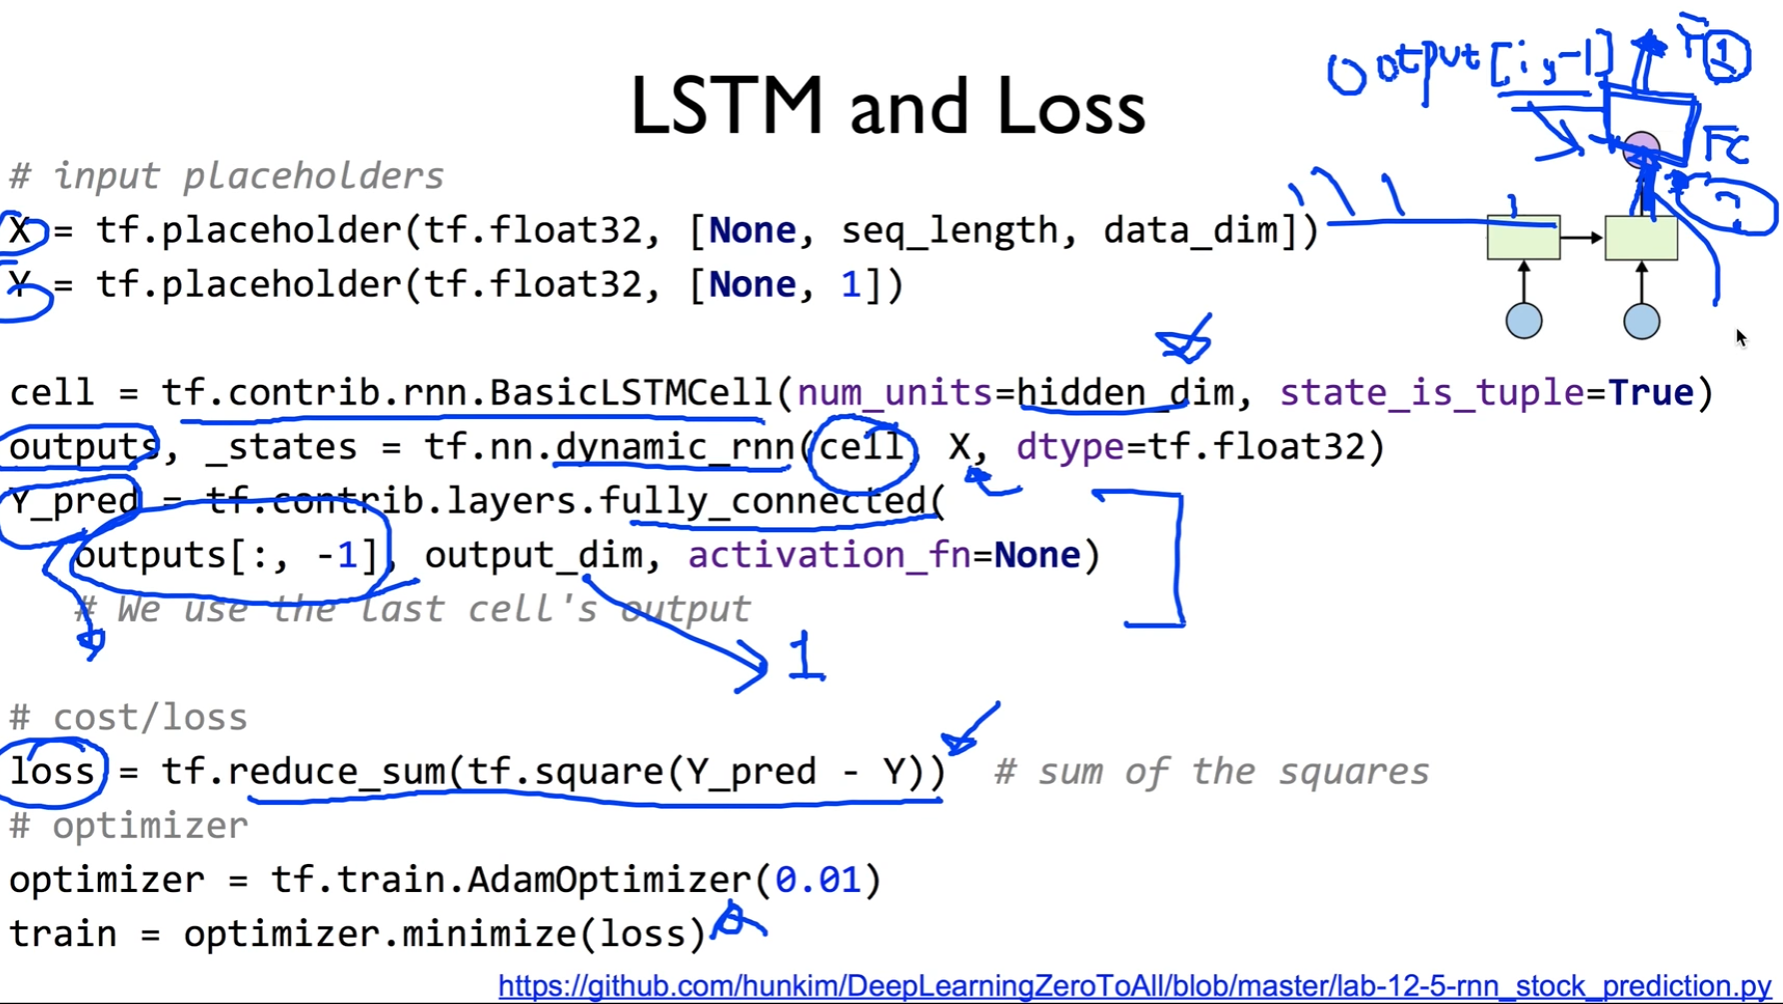 LSTM and Loss
Output[:, -1]
Y 1
FC
?
# input placeholders
X = tf.placeholder(tf.float32, [None, seq_length, data_dim])
Y = tf.placeholder(tf.float32, [None, 1])
cell = tf.contrib.rnn.BasicLSTMCell(num_units=hidden_dim, state_is_tuple=True)
outputs, _states = tf.nn.dynamic_rnn(cell, X, dtype=tf.float32)
Y_pred = tf.contrib.layers.fully_connected(
outputs[:, -1], output_dim, activation_fn=None)
# We use the last cell's output
1
# cost/loss
loss = tf.reduce_sum(tf.square(Y_pred - Y)) # sum of the squares
# optimizer
optimizer = tf.train.AdamOptimizer(0.01)
train = optimizer.minimize(loss)
https://github.com/hunkim/DeepLearningZeroToAll/blob/master/lab-12-5-rnn_stock_prediction.py